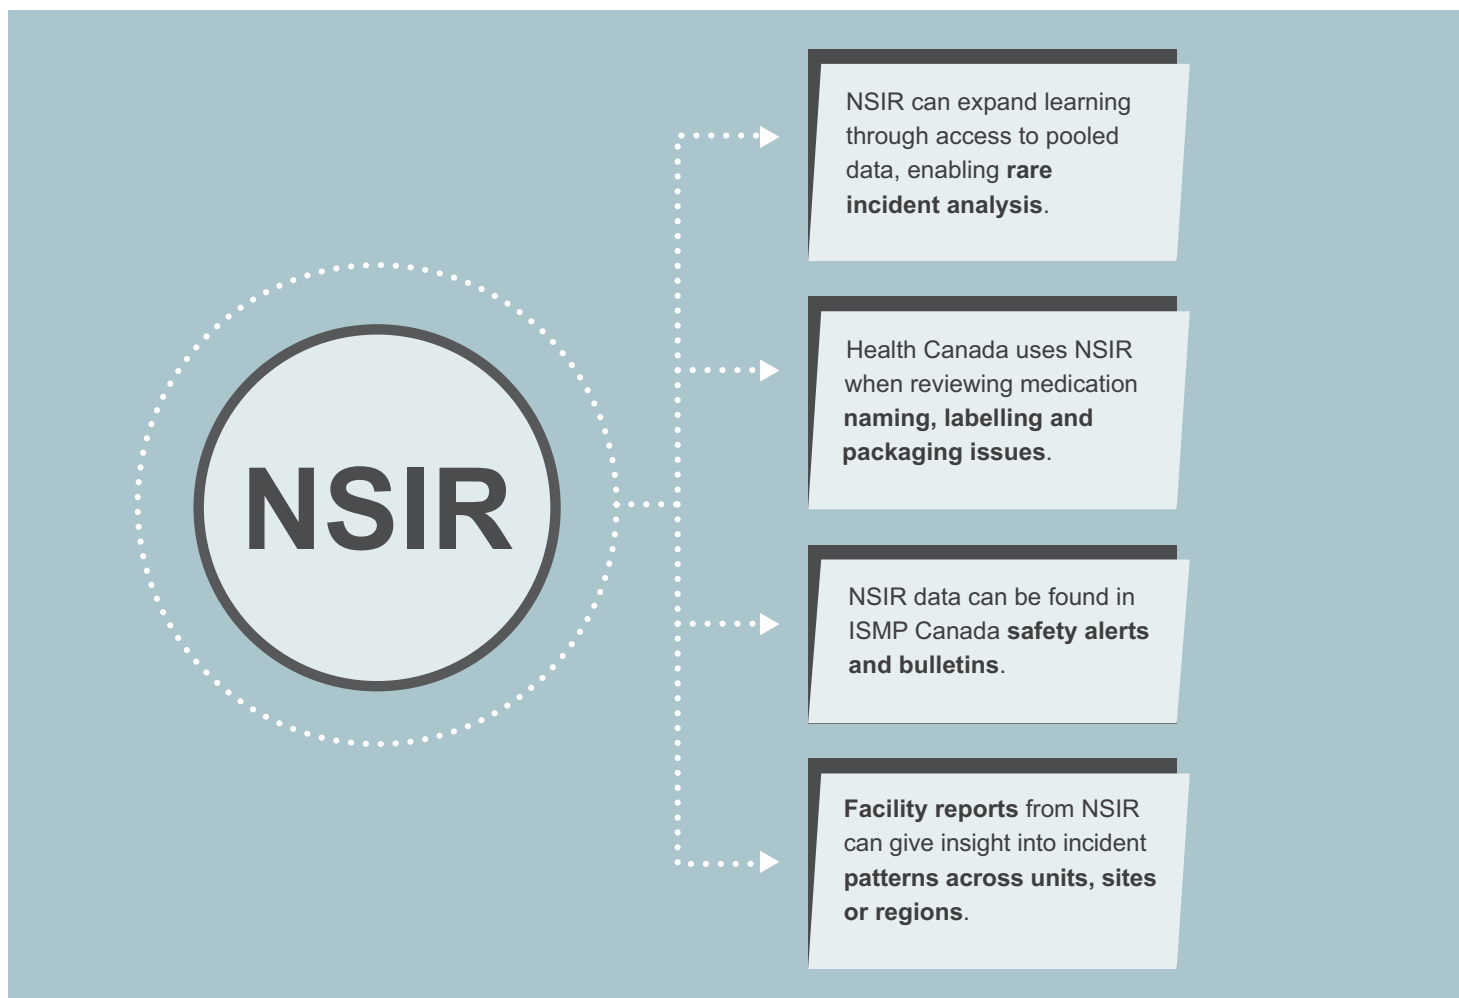 NSIR
NSIR can expand learning
through access to pooled
data, enabling rare
incident analysis.
Health Canada uses NSIR
when reviewing medication
naming, labelling and
packaging issues.
NSIR data can be found in
ISMP Canada safety alerts
and bulletins.
Facility reports from NSIR
can give insight into incident
patterns across units, sites
or regions.